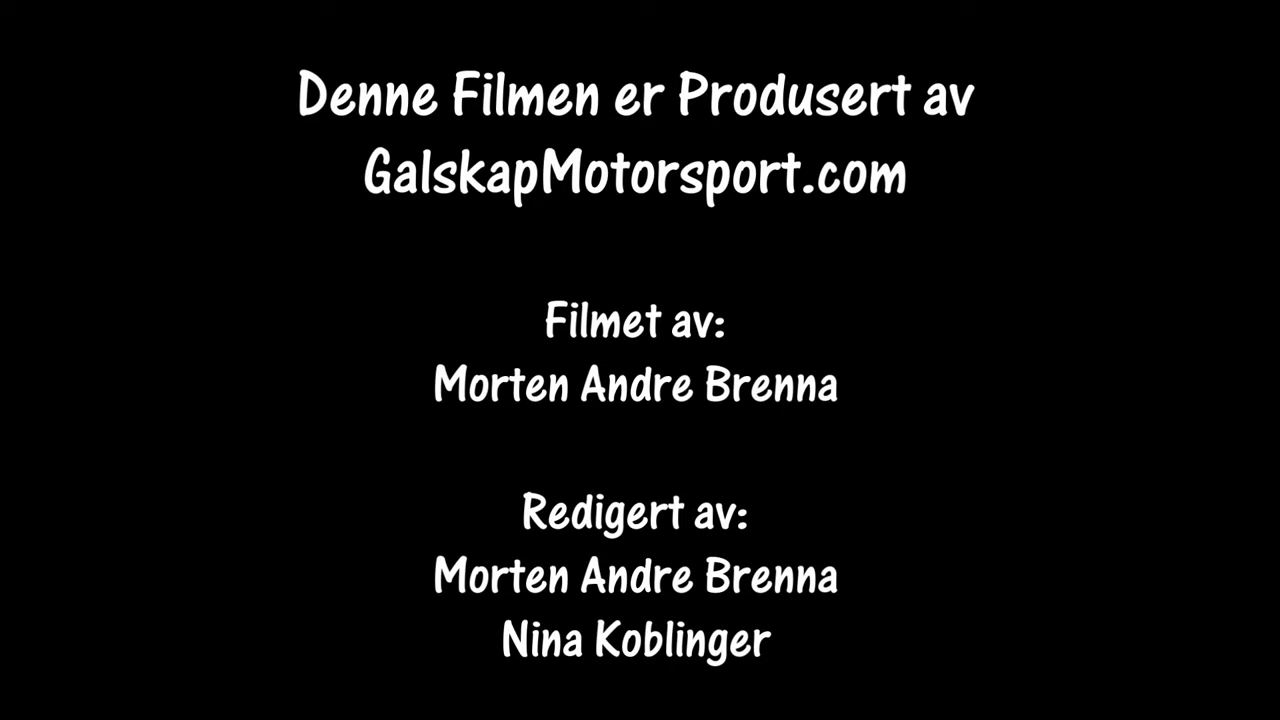 Denne Filmen er Produsert av
GalskapMotorsport.com
Filmet av:
Morten Andre Brenna
Redigert av:
Morten Andre Brenna
Nina Koblinger